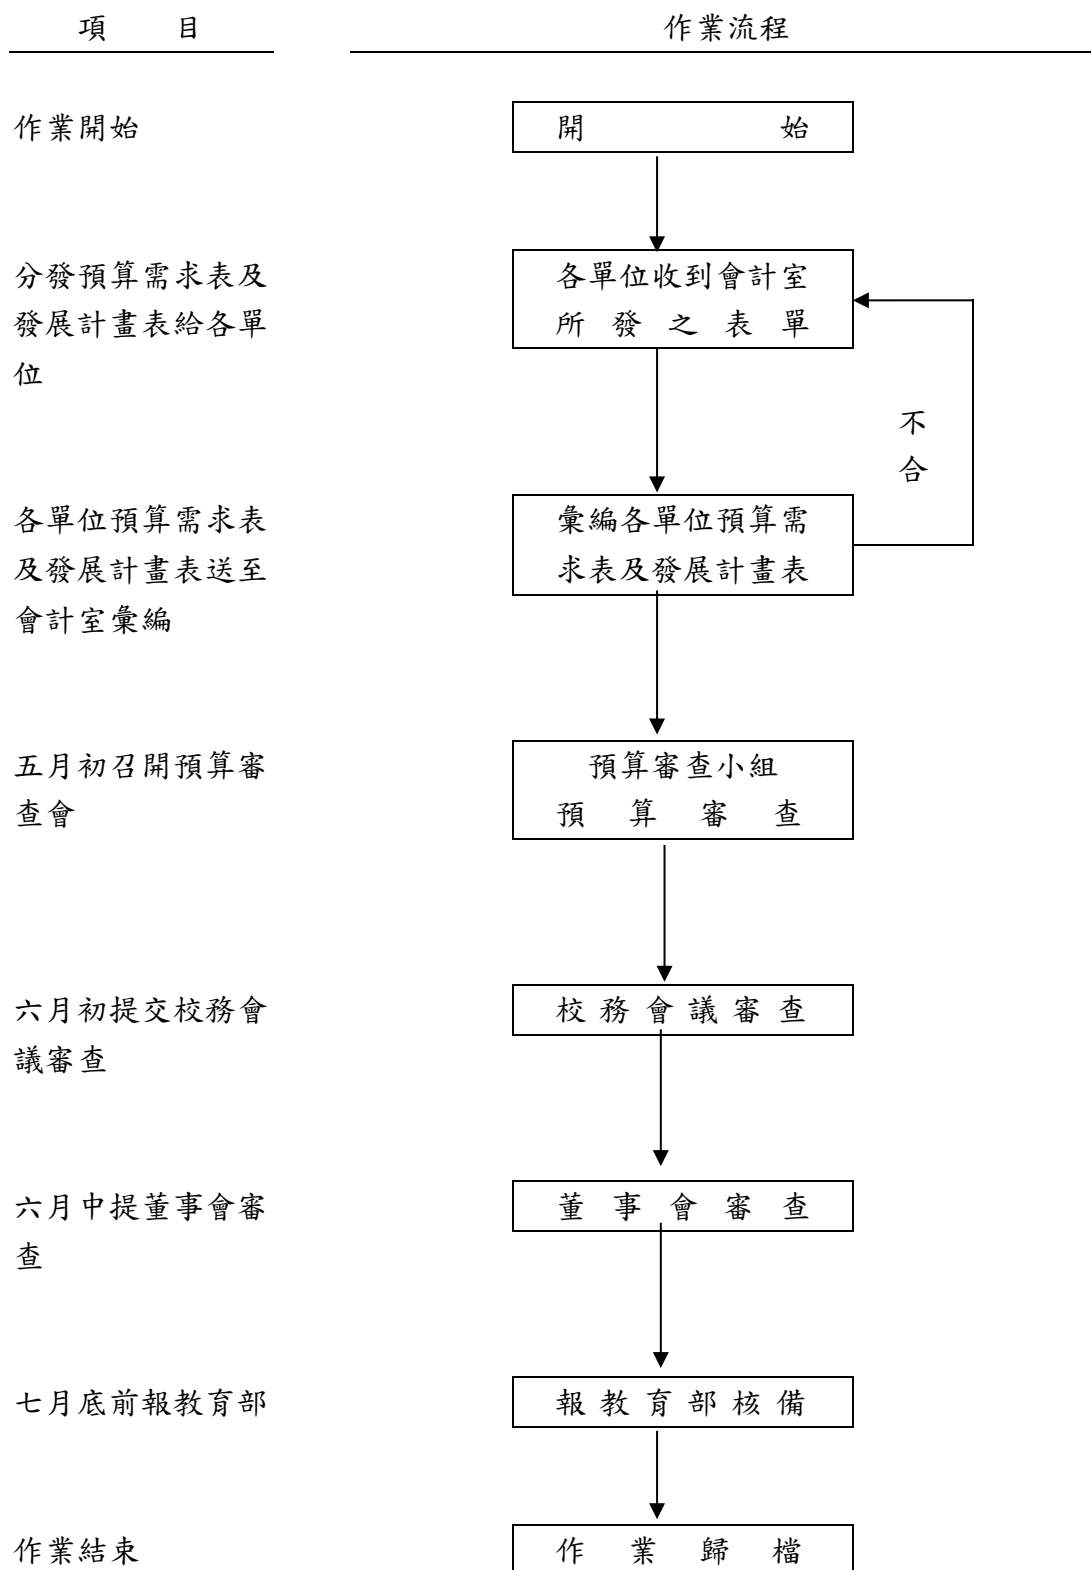 項 目 作業流程
作業開始
開 始
分發預算需求表及
發展計畫表給各單
位
各單位收到會計室
所發之表單
不
合
各單位預算需求表
及發展計畫表送至
會計室彙編
彙編各單位預算需
求表及發展計畫表
五月初召開預算審
查會
預算審查小組
預算審查
六月初提交校務會
議審查
校務會議審查
六月中提董事會審
查
董事會審查
七月底前報教育部
報教育部核備
作業結束
作業歸檔